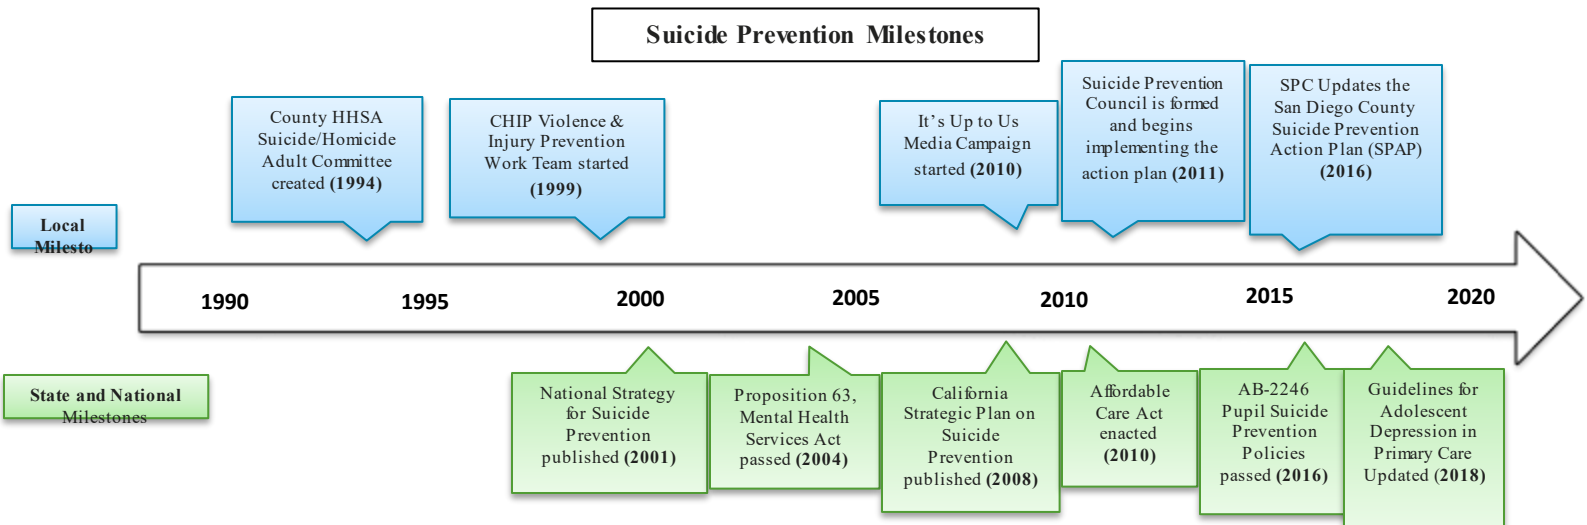 Suicide Prevention Milestones
County HHSA
Suicide/Homicide
Adult Committee
created (1994)
CHIP Violence &
Injury Prevention
Work Team started
(1999)
It’s Up to Us
Media Campaign
started (2010)
Suicide Prevention
Council is formed
and begins
implementing the
action plan (2011)
SPC Updates the
San Diego County
Suicide Prevention
Action Plan (SPAP)
(2016)
Local
Milesto
1990
1995
2000
2005
2010
2015
2020
State and National
Milestones
National Strategy
for Suicide
Prevention
published (2001)
Proposition 63,
Mental Health
Services Act
passed (2004)
California
Strategic Plan on
Suicide
Prevention
published (2008)
Affordable
Care Act
enacted
(2010)
AB-2246
Pupil Suicide
Prevention
Policies
passed (2016)
Guidelines for
Adolescent
Depression in
Primary Care
Updated (2018)